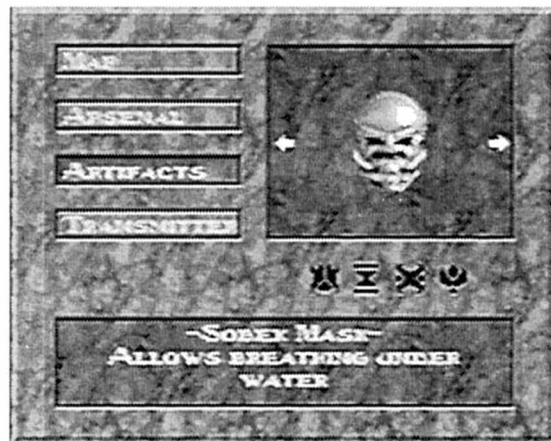 MAP
ARSENAL
ARTIFACTS
TRANSMITTER
~SOBEK MASK~
ALLOWS BREATHING UNDER
WATER